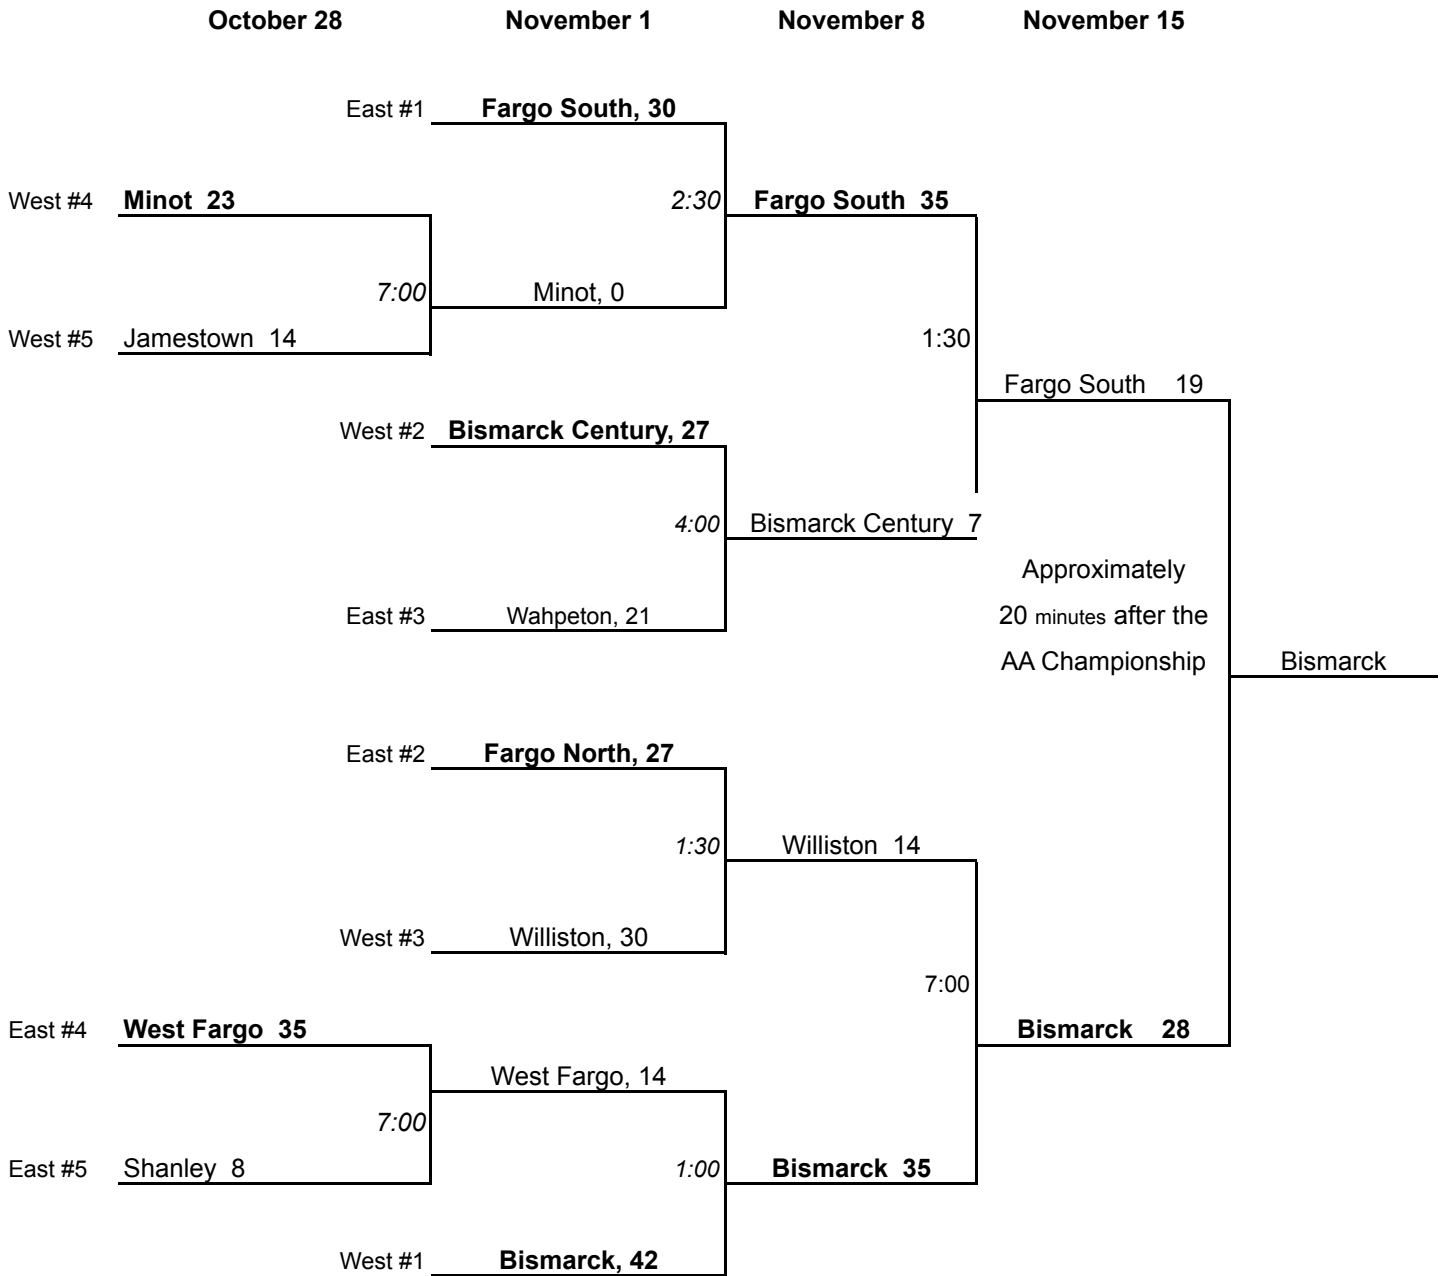 October 28 November 1 November 8 November 15
East #1 Fargo South, 30
West #4 Minot 23 2:30 Fargo South 35
7:00 Minot, 0
West #5 Jamestown 14 1:30
Fargo South 19
West #2 Bismarck Century, 27
4:00 Bismarck Century 7
Approximately
East #3 Wahpeton, 21 20 minutes after the
AA Championship Bismarck
East #2 Fargo North, 27
1:30 Williston 14
West #3 Williston, 30
7:00
East #4 West Fargo 35 Bismarck 28
West Fargo, 14
7:00
East #5 Shanley 8 1:00 Bismarck 35
West #1 Bismarck, 42